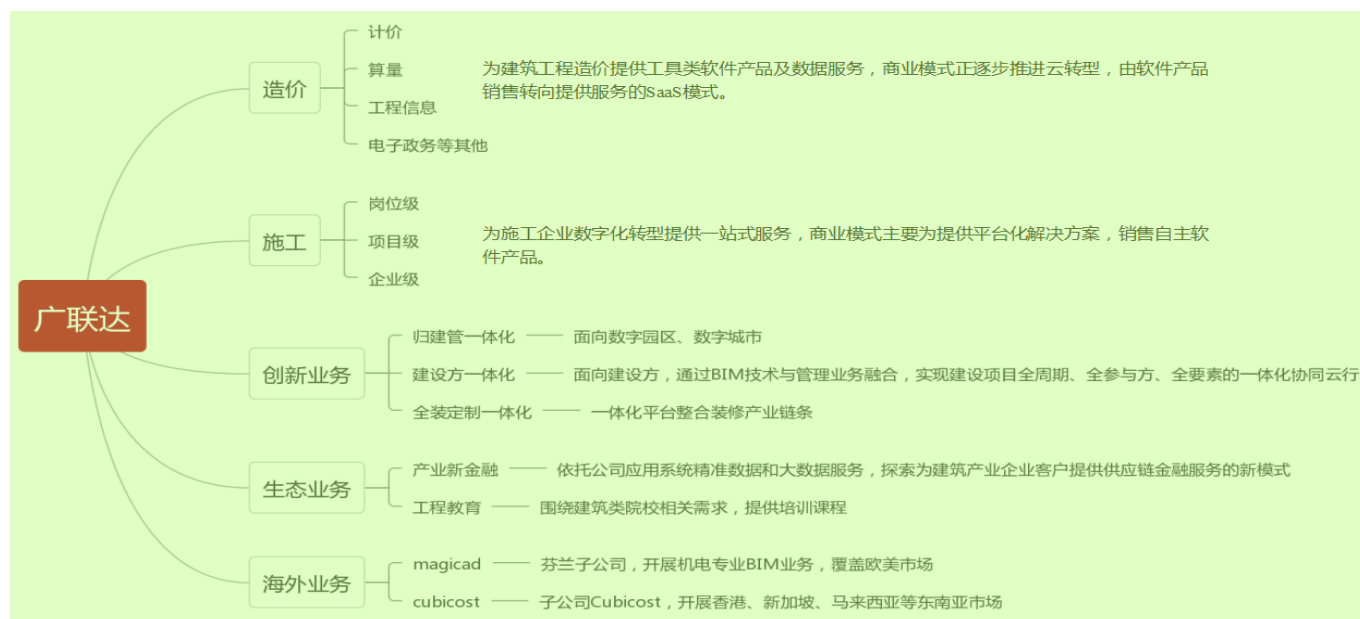 广联达
造价
计价
算量
工程信息
电子政务等其他
为建筑工程造价提供工具类软件产品及数据服务，商业模式正逐步推进云转型，由软件产品
销售转向提供服务的SaaS模式。
施工
岗位级
项目级
企业级
为施工企业数字化转型提供一站式服务，商业模式主要为提供平台化解决方案，销售自主软
件产品。
创新业务
归建管一体化 面向数字园区、数字城市
建设方一体化 面向建设方，通过BIM技术与管理业务融合，实现建设项目全周期、全参与方、全要素的一体化协同云行
全装定制一体化 一体化平台整合装修产业链条
生态业务
产业新金融 依托公司应用系统精准数据和大数据服务，探索为建筑产业企业客户提供供应链金融服务的新模式
工程教育 围绕建筑类院校相关需求，提供培训课程
海外业务
magicad 芬兰子公司，开展机电专业BIM业务，覆盖欧美市场
cubicost 子公司Cubicost，开展香港、新加坡、马来西亚等东南亚市场